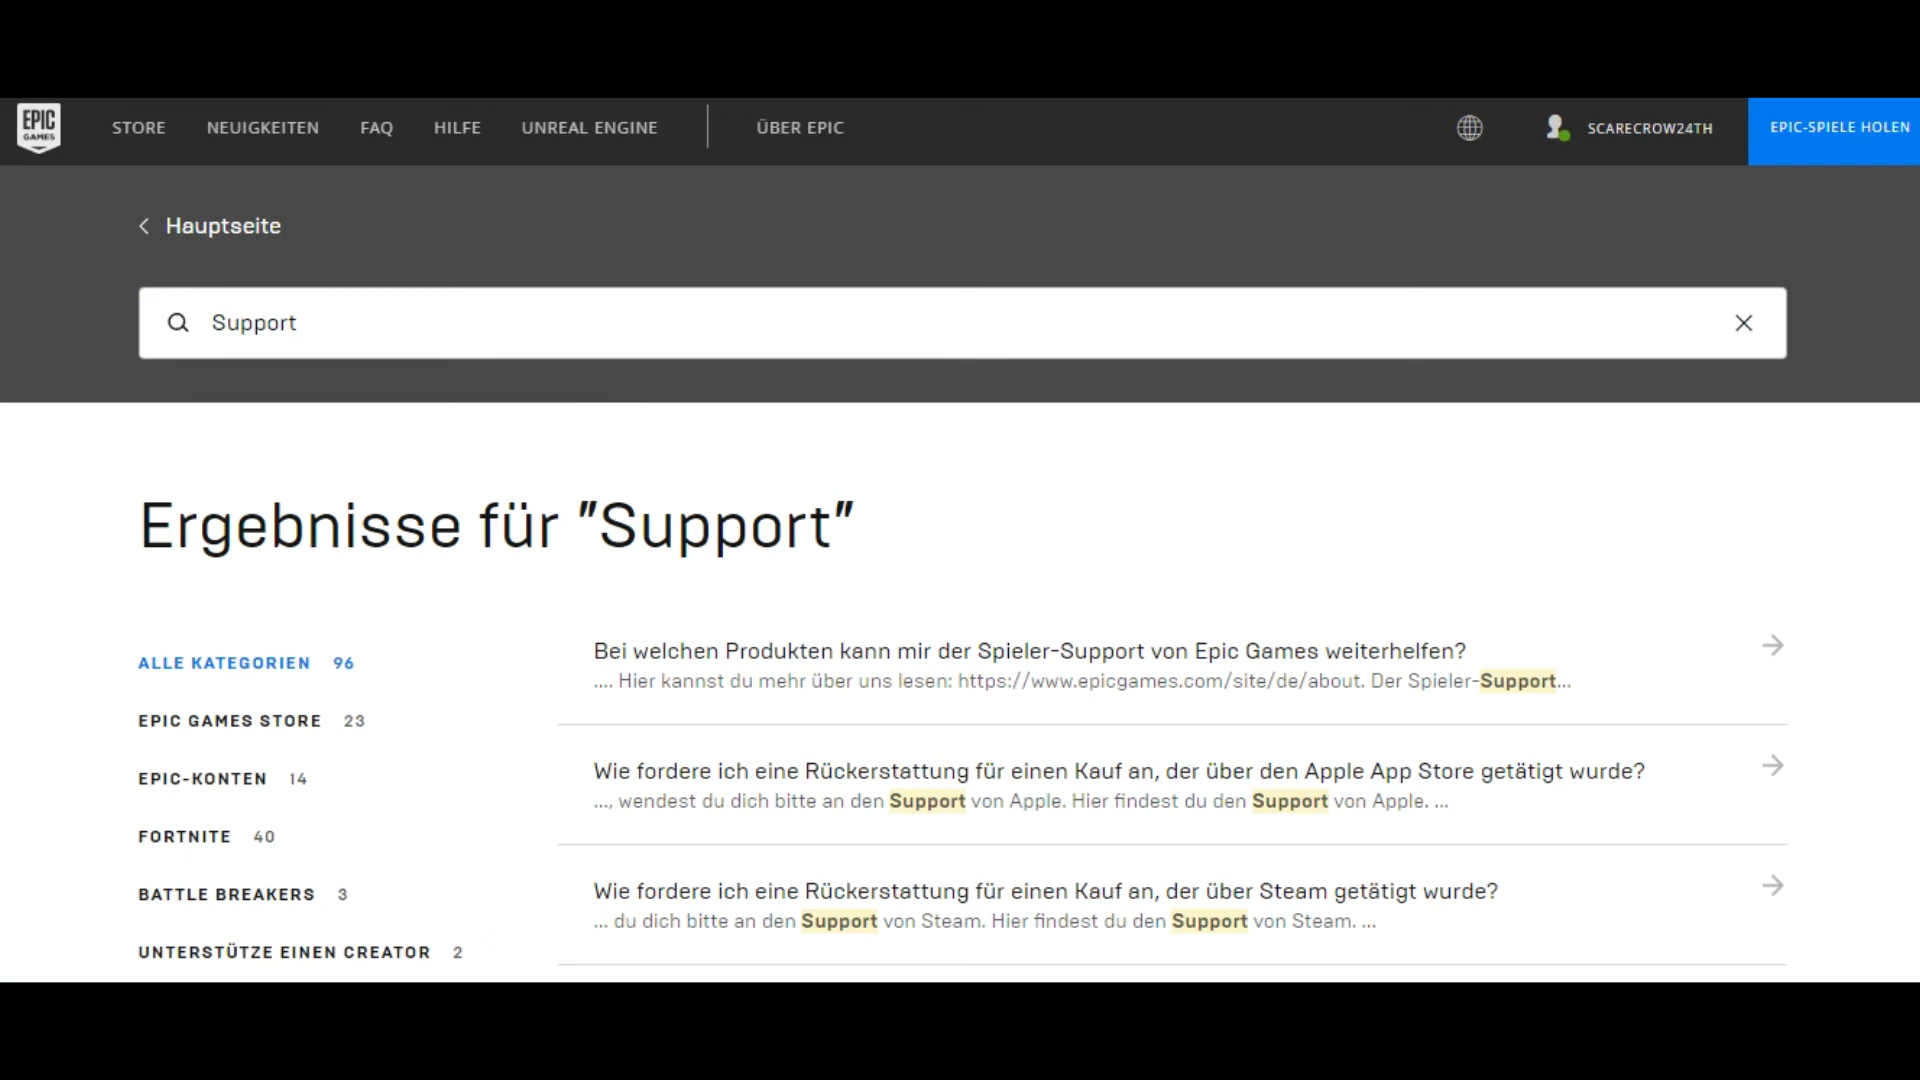 EPIC GAMES
STORE NEUIGKEITEN FAQ HILFE UNREAL ENGINE ÜBER EPIC SCARECROW24TH EPIC-SPIELE HOLEN
Hauptseite
Support
Ergebnisse für "Support"
ALLE KATEGORIEN 96
EPIC GAMES STORE 23
EPIC-KONTEN 14
FORTNITE 40
BATTLE BREAKERS 3
UNTERSTÜTZE EINEN CREATOR 2
Bei welchen Produkten kann mir der Spieler-Support von Epic Games weiterhelfen?
.... Hier kannst du mehr über uns lesen: https://www.epicgames.com/site/de/about. Der Spieler-Support...
Wie fordere ich eine Rückerstattung für einen Kauf an, der über den Apple App Store getätigt wurde?
..., wendest du dich bitte an den Support von Apple. Hier findest du den Support von Apple. ...
Wie fordere ich eine Rückerstattung für einen Kauf an, der über Steam getätigt wurde?
... du dich bitte an den Support von Steam. Hier findest du den Support von Steam. ...